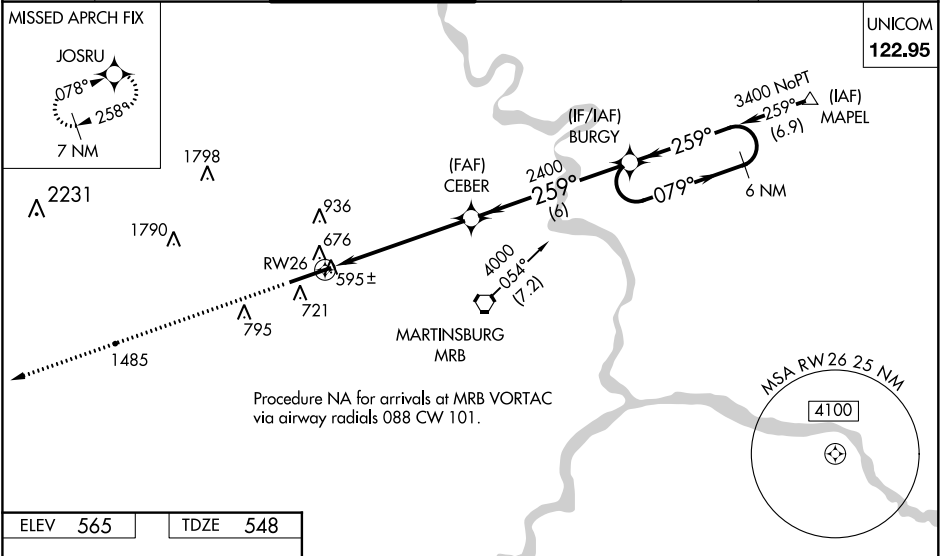 MISSED APRCH FIX
JOSRU
078°
258°
7 NM
UNICOM
122.95
3400 NoPT
259°
(6.9)
(IAF)
MAPEL
(IF/IAF)
BURGY
259°
079°
6 NM
(FAF)
CEBER
2400
259°
(6)
1798
2231
1790
936
676
RW26
595±
721
795
1485
4000
054°
(7.2)
MARTINSBURG
MRB
Procedure NA for arrivals at MRB VORTAC
via airway radials 088 CW 101.
MSA RW26 25 NM
4100
ELEV 565
TDZE 548